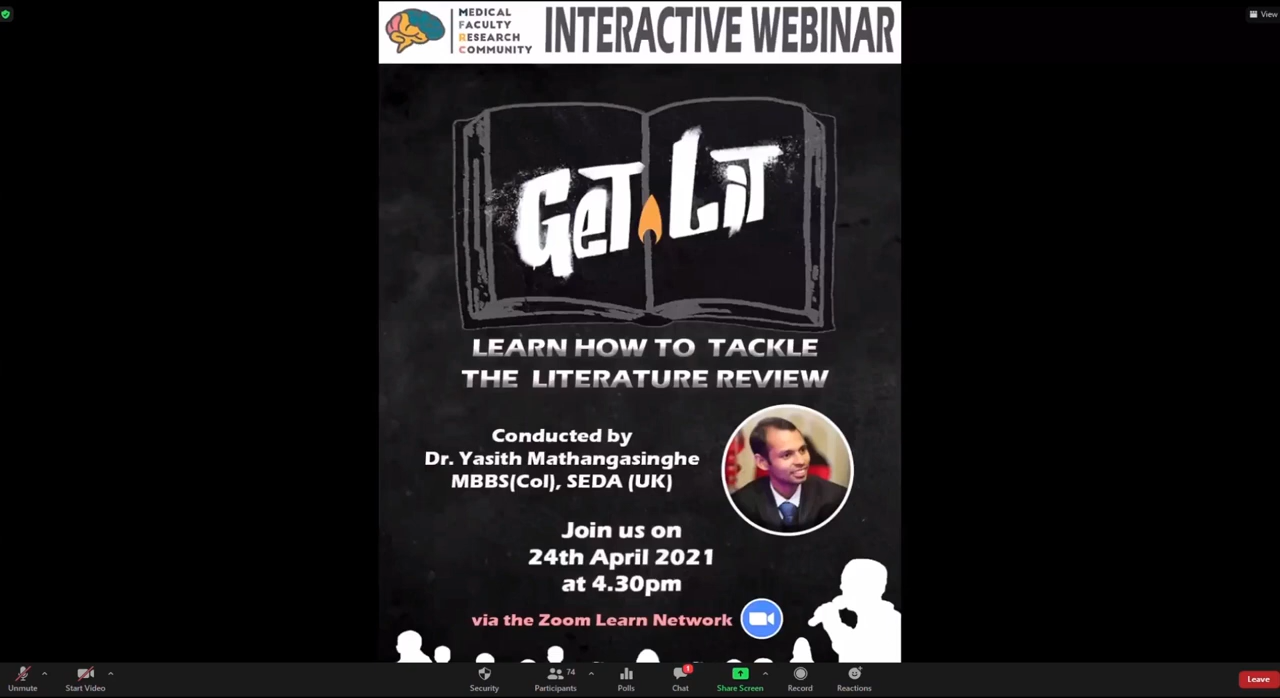 View
MEDICAL
FACULTY
RESEARCH
COMMUNITY
INTERACTIVE WEBINAR
GeT LiT
LEARN HOW TO TACKLE
THE LITERATURE REVIEW
Conducted by
Dr. Yasith Mathangasinghe
MBBS(Col), SEDA (UK)
Join us on
24th April 2021
at 4.30pm
via the Zoom Learn Network
Unmute
Start Video
Security
74
Participants
Polls
1
Chat
Share Screen
Record
Reactions
Leave